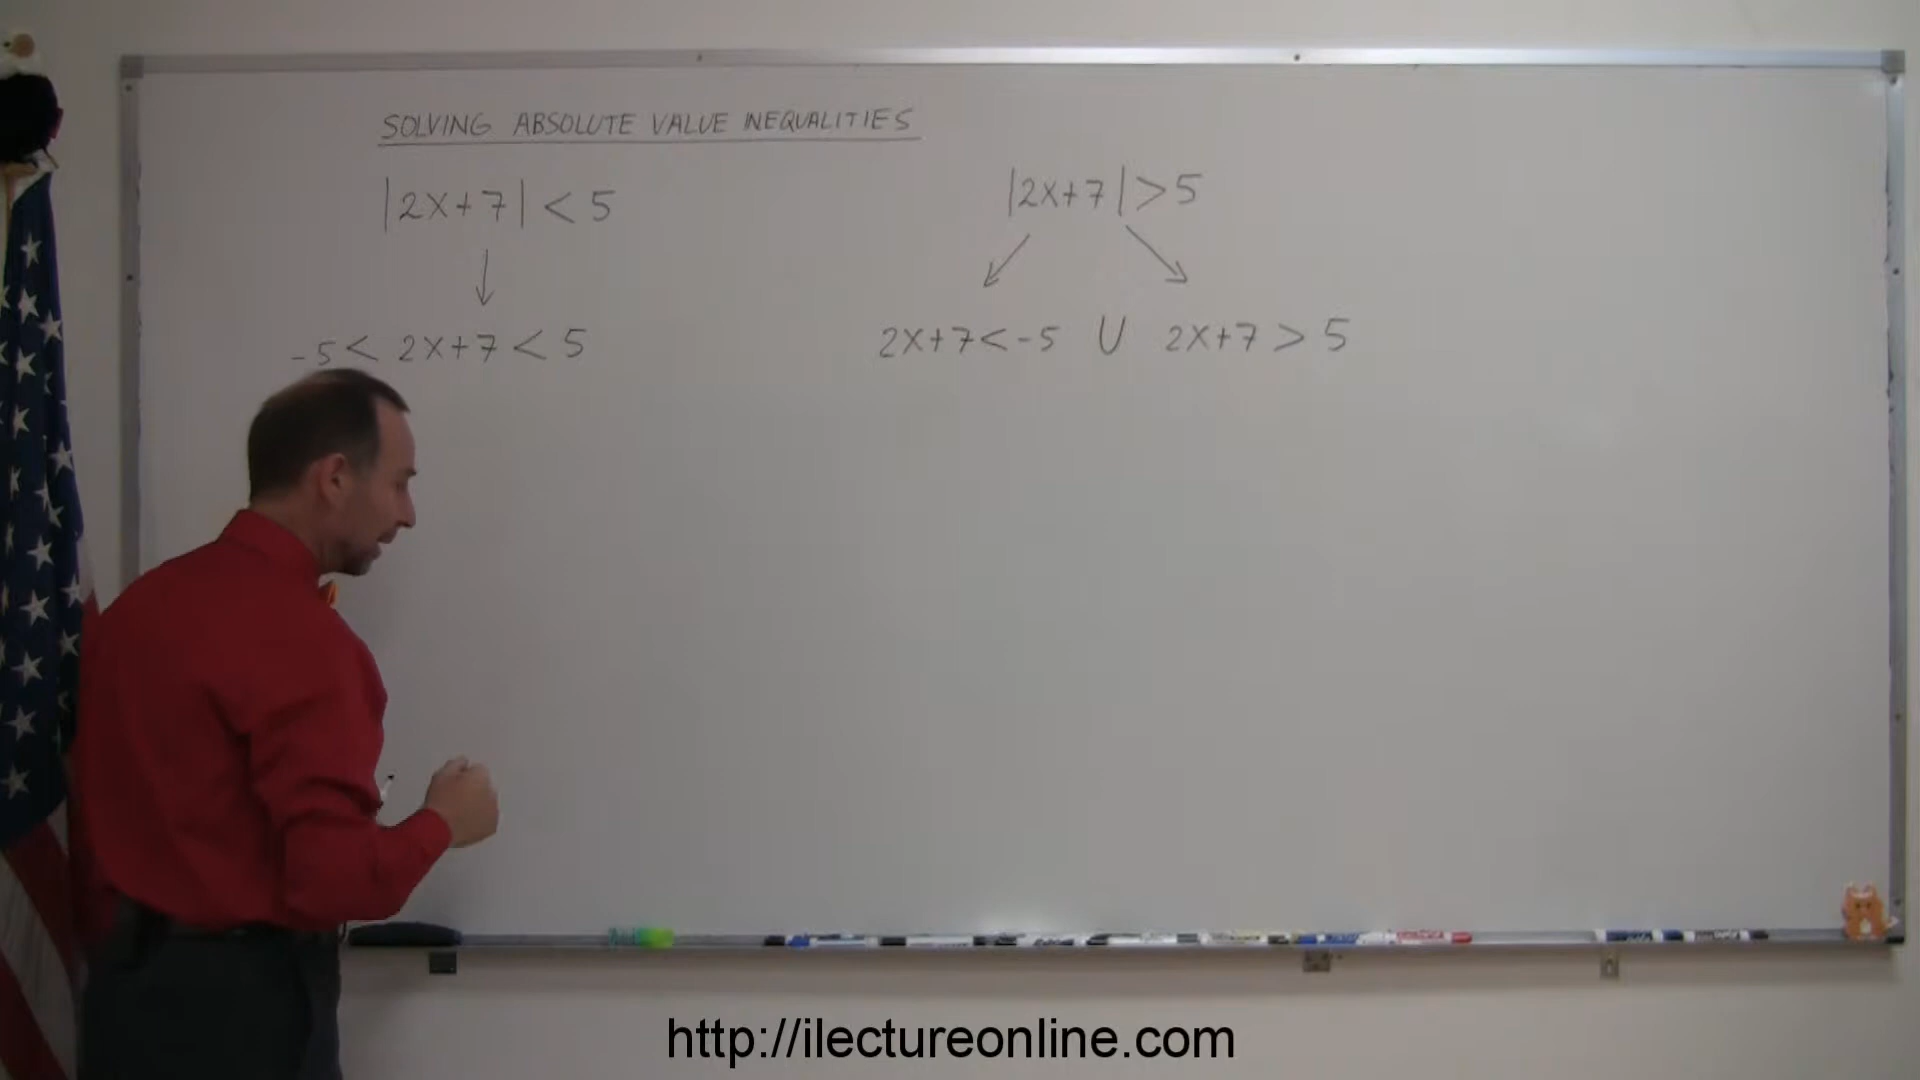 SOLVING ABSOLUTE VALUE INEQUALITIES
|2X+7| < 5
-5 < 2X+7 < 5
|2X+7| > 5
2X+7 < -5 U 2X+7 > 5
http://ilectureonline.com